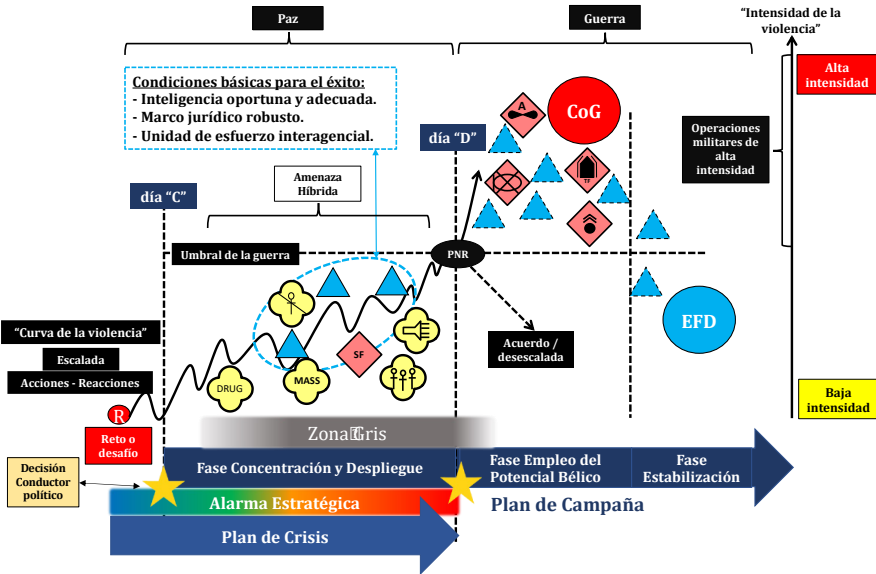 Paz
Guerra
“Intensidad de la
violencia”
Alta
intensidad
Condiciones básicas para el éxito:
- Inteligencia oportuna y adecuada.
- Marco jurídico robusto.
- Unidad de esfuerzo interagencial.
A
CoG
día “D”
Operaciones
militares de
alta
intensidad
Amenaza
Híbrida
día “C”
TF
Umbral de la guerra
PNR
“Curva de la violencia”
Escalada
Acciones - Reacciones
SF
DRUG
MASS
Acuerdo /
desescalada
EFD
Baja
intensidad
R
Reto o
desafío
Zona Gris
Decisión
Conductor
político
Fase Concentración y Despliegue
Fase Empleo del
Potencial Bélico
Fase
Estabilización
Alarma Estratégica
Plan de Campaña
Plan de Crisis